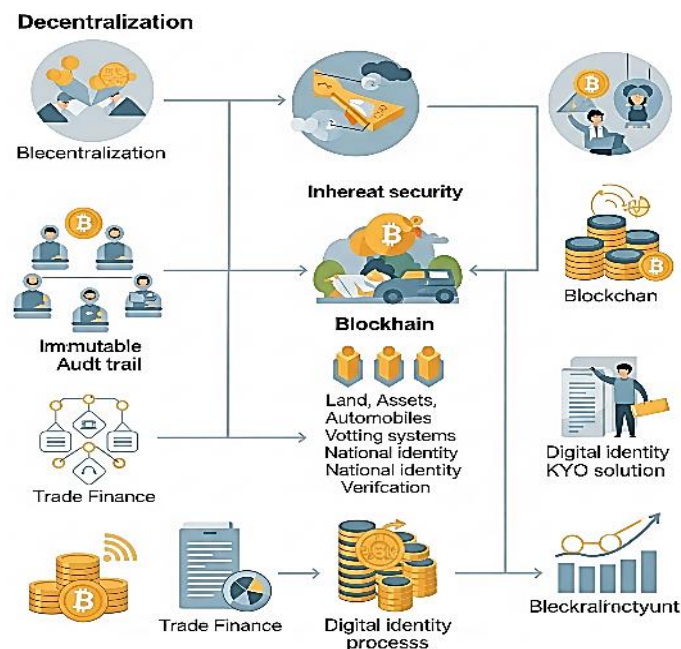 Decentralization
Blecentralization
Inhereat security
Blockhain
Blockchan
Immutable
Audt trail
Land, Assets,
Automobiles
Votting systems
National identity
National identity
Verifcation
Digital identity
KYO solution
Trade Finance
Trade Finance
Digital identity
processs